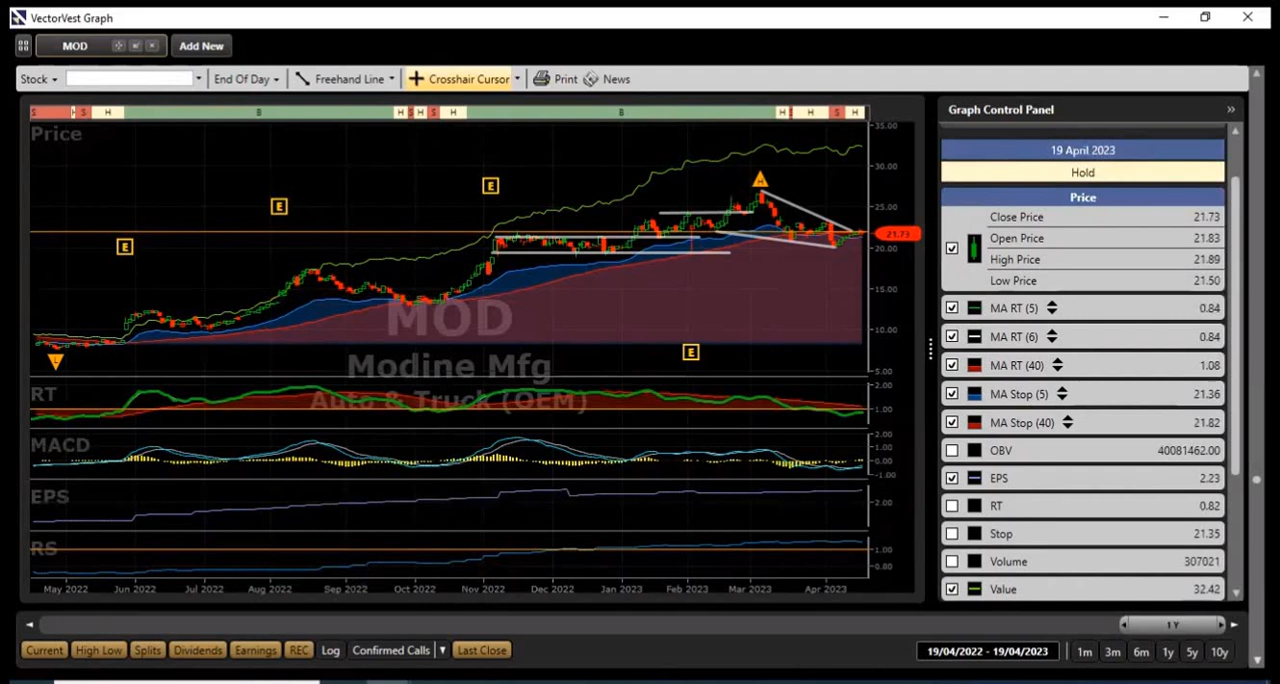 VectorVest Graph
MOD
Add New
Stock
End Of Day
Freehand Line
Crosshair Cursor
Print
News
S H S H B H S H S H B H S H S H
Price
35.00
30.00
25.00
21.73
20.00
15.00
10.00
5.00
E
E
E
E
H
L
MOD
Modine Mfg
Auto & Truck (OEM)
RT
2.00
1.00
MACD
2.00
1.00
0.00
-1.00
EPS
2.00
RS
1.00
0.80
May 2022 Jun 2022 Jul 2022 Aug 2022 Sep 2022 Oct 2022 Nov 2022 Dec 2022 Jan 2023 Feb 2023 Mar 2023 Apr 2023
Graph Control Panel
19 April 2023
Hold
Price
Close Price 21.73
Open Price 21.83
High Price 21.89
Low Price 21.50
MA RT (5) 0.84
MA RT (6) 0.84
MA RT (40) 1.08
MA Stop (5) 21.36
MA Stop (40) 21.82
OBV 40081462.00
EPS 2.23
RT 0.82
Stop 21.35
Volume 307021
Value 32.42
1 Y
Current High Low Splits Dividends Earnings REC Log Confirmed Calls Last Close
19/04/2022 - 19/04/2023
1m 3m 6m 1y 5y 10y